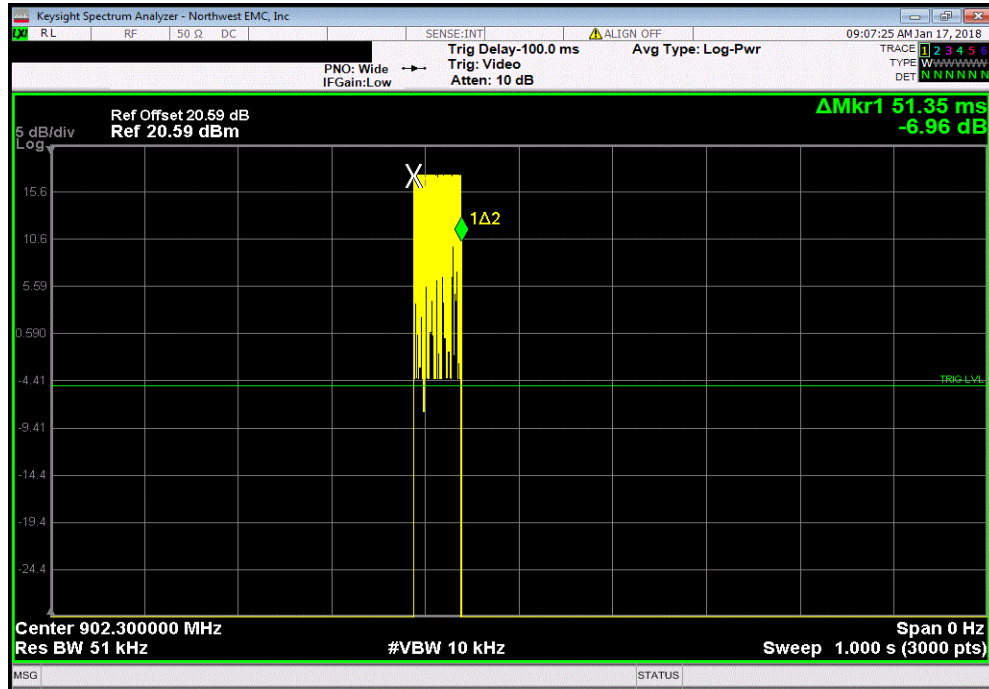 Keysight Spectrum Analyzer - Northwest EMC, Inc
LXI RL RF 50 Ω DC SENSE:INT ALIGN OFF 09:07:25 AM Jan 17, 2018
Trig Delay-100.0 ms Avg Type: Log-Pwr TRACE 1 2 3 4 5 6
PNO: Wide Trig: Video TYPE WWWWWW
IFGain:Low Atten: 10 dB DET N N N N N N
ΔMkr1 51.35 ms
-6.96 dB
Ref Offset 20.59 dB
5 dB/div Ref 20.59 dBm
Log
X
15.6
1Δ2
10.6
5.59
0.590
-4.41
TRIG LVL
-9.41
-14.4
-19.4
-24.4
Center 902.300000 MHz Span 0 Hz
Res BW 51 kHz #VBW 10 kHz Sweep 1.000 s (3000 pts)
MSG STATUS